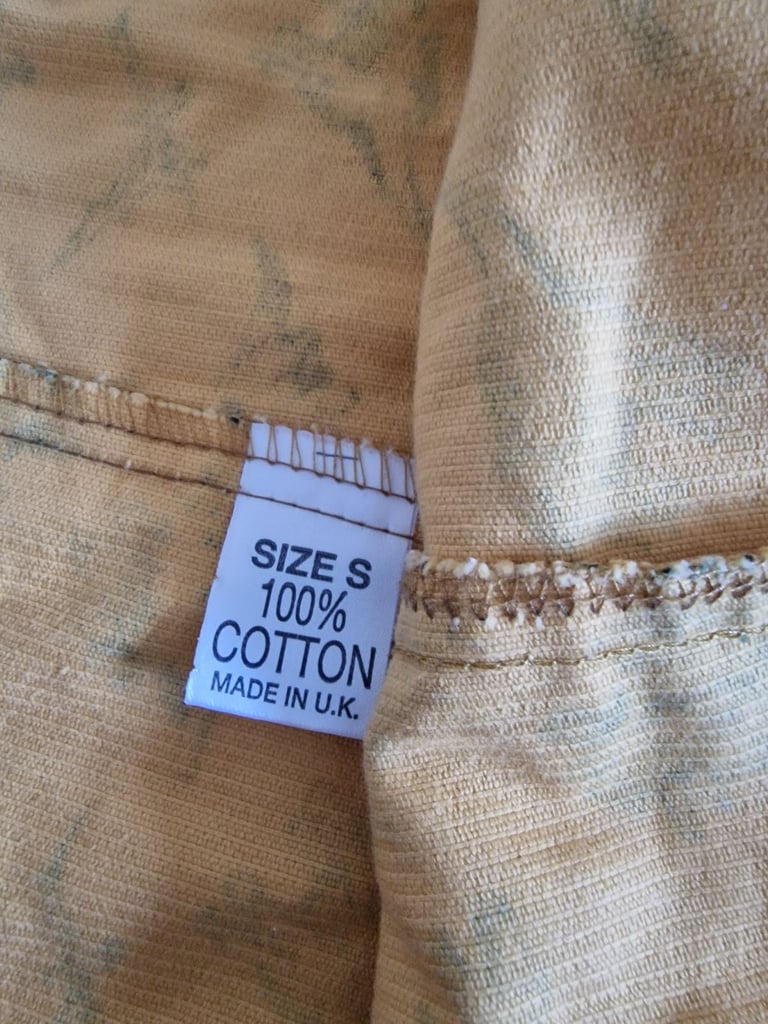 SIZE S
100%
COTTON
MADE IN U.K.